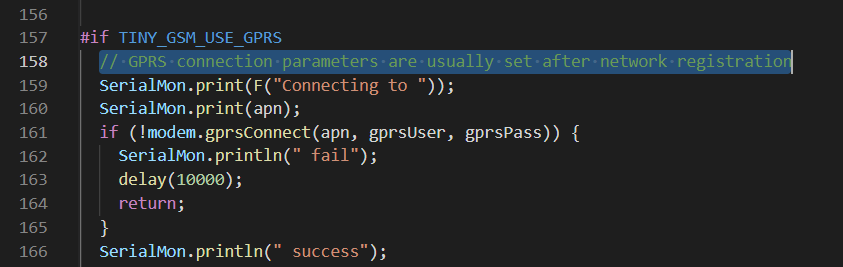 156
157 #if TINY_GSM_USE_GPRS
158 // GPRS connection parameters are usually set after network registration
159 SerialMon.print(F("Connecting to "));
160 SerialMon.print(apn);
161 if (!modem.gprsConnect(apn, gprsUser, gprsPass)) {
162 SerialMon.println(" fail");
163 delay(10000);
164 return;
165 }
166 SerialMon.println(" success");